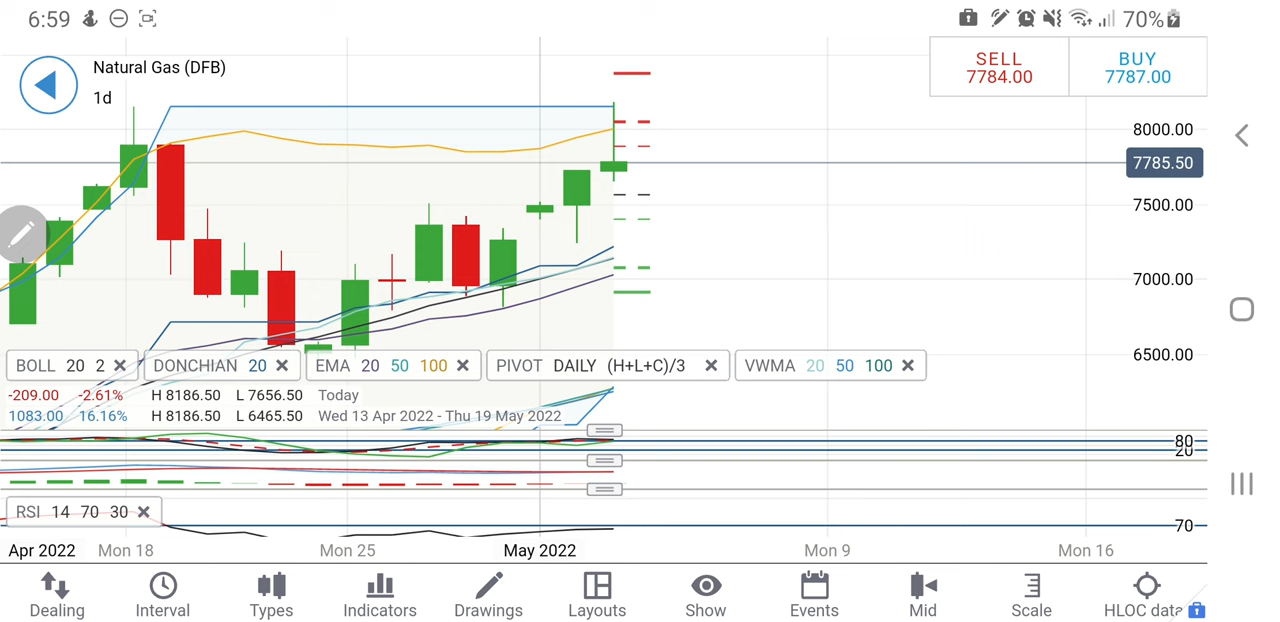 6:59
70%
Natural Gas (DFB)
1d
SELL
7784.00
BUY
7787.00
8000.00
7785.50
7500.00
7000.00
6500.00
BOLL 20 2
DONCHIAN 20
EMA 20 50 100
PIVOT DAILY (H+L+C)/3
VWMA 20 50 100
-209.00 -2.61% H 8186.50 L 7656.50 Today
1083.00 16.16% H 8186.50 L 6465.50 Wed 13 Apr 2022 - Thu 19 May 2022
80
20
RSI 14 70 30
70
Apr 2022 Mon 18 Mon 25 May 2022 Mon 9 Mon 16
Dealing Interval Types Indicators Drawings Layouts Show Events Mid Scale HLOC data